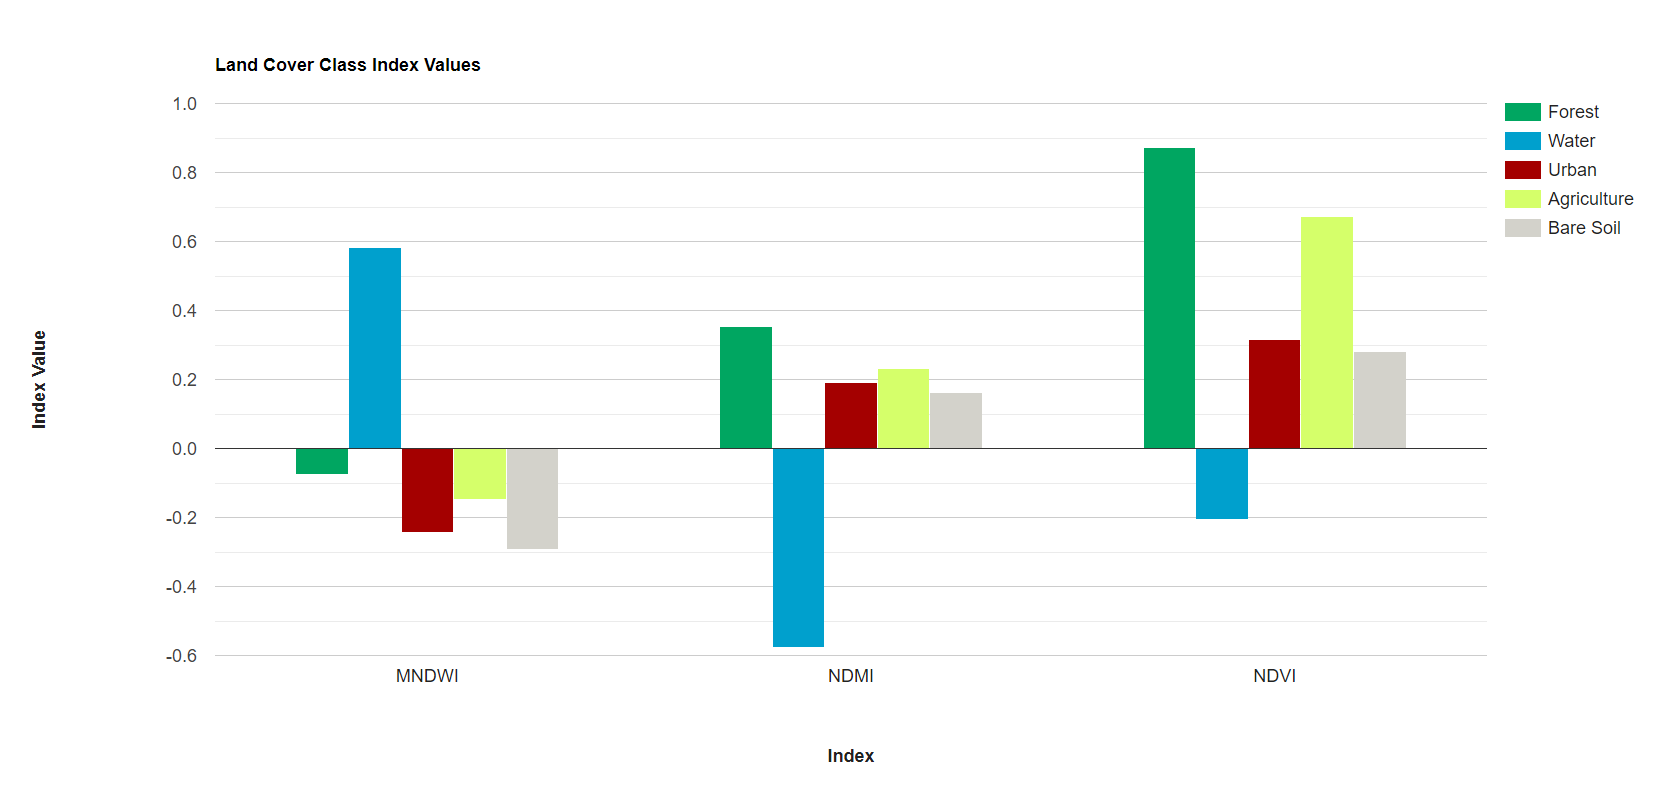 Land Cover Class Index Values
1.0
0.8
0.6
0.4
0.2
0.0
-0.2
-0.4
-0.6
Index Value
MNDWI
NDMI
NDVI
Index
Forest
Water
Urban
Agriculture
Bare Soil